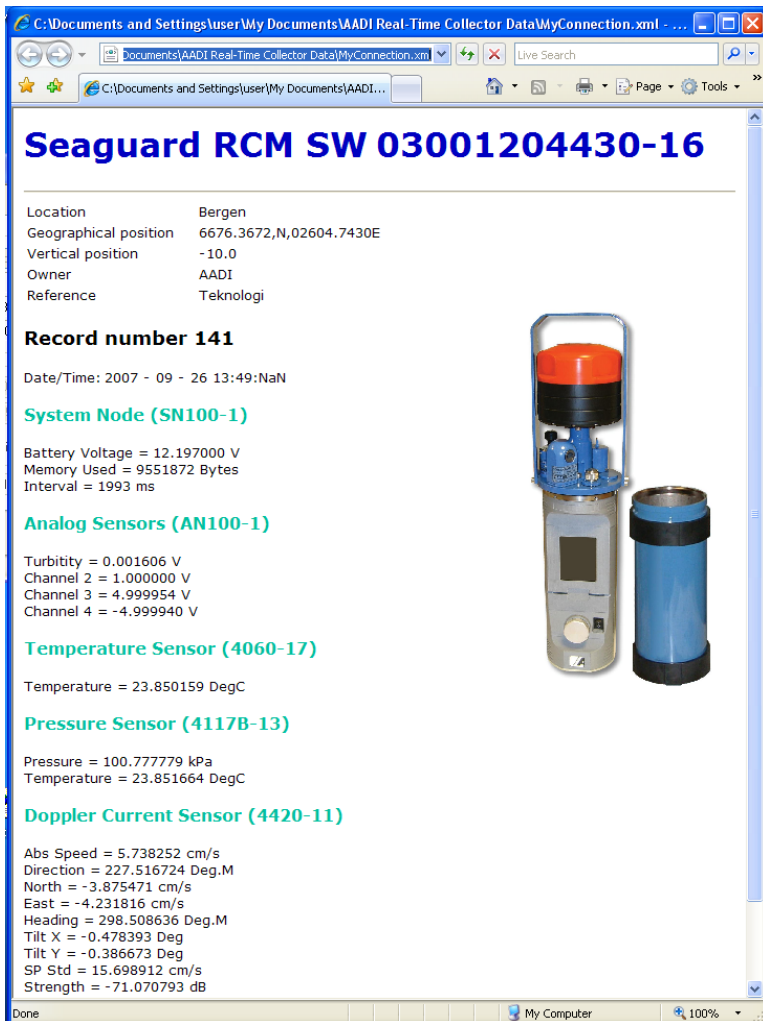 C:\Documents and Settings\user\My Documents\AADI Real-Time Collector Data\MyConnection.xml - ...
Documents\AADI Real-Time Collector Data\MyConnection.xm
Live Search
C:\Documents and Settings\user\My Documents\AADI...
Page
Tools
»
Seaguard RCM SW 03001204430-16
Location Bergen
Geographical position 6676.3672,N,02604.7430E
Vertical position -10.0
Owner AADI
Reference Teknologi
Record number 141
Date/Time: 2007 - 09 - 26 13:49:NaN
System Node (SN100-1)
Battery Voltage = 12.197000 V
Memory Used = 9551872 Bytes
Interval = 1993 ms
Analog Sensors (AN100-1)
Turbitity = 0.001606 V
Channel 2 = 1.000000 V
Channel 3 = 4.999954 V
Channel 4 = -4.999940 V
Temperature Sensor (4060-17)
Temperature = 23.850159 DegC
Pressure Sensor (4117B-13)
Pressure = 100.777779 kPa
Temperature = 23.851664 DegC
Doppler Current Sensor (4420-11)
Abs Speed = 5.738252 cm/s
Direction = 227.516724 Deg.M
North = -3.875471 cm/s
East = -4.231816 cm/s
Heading = 298.508636 Deg.M
Tilt X = -0.478393 Deg
Tilt Y = -0.386673 Deg
SP Std = 15.698912 cm/s
Strength = -71.070793 dB
Done
My Computer
100%